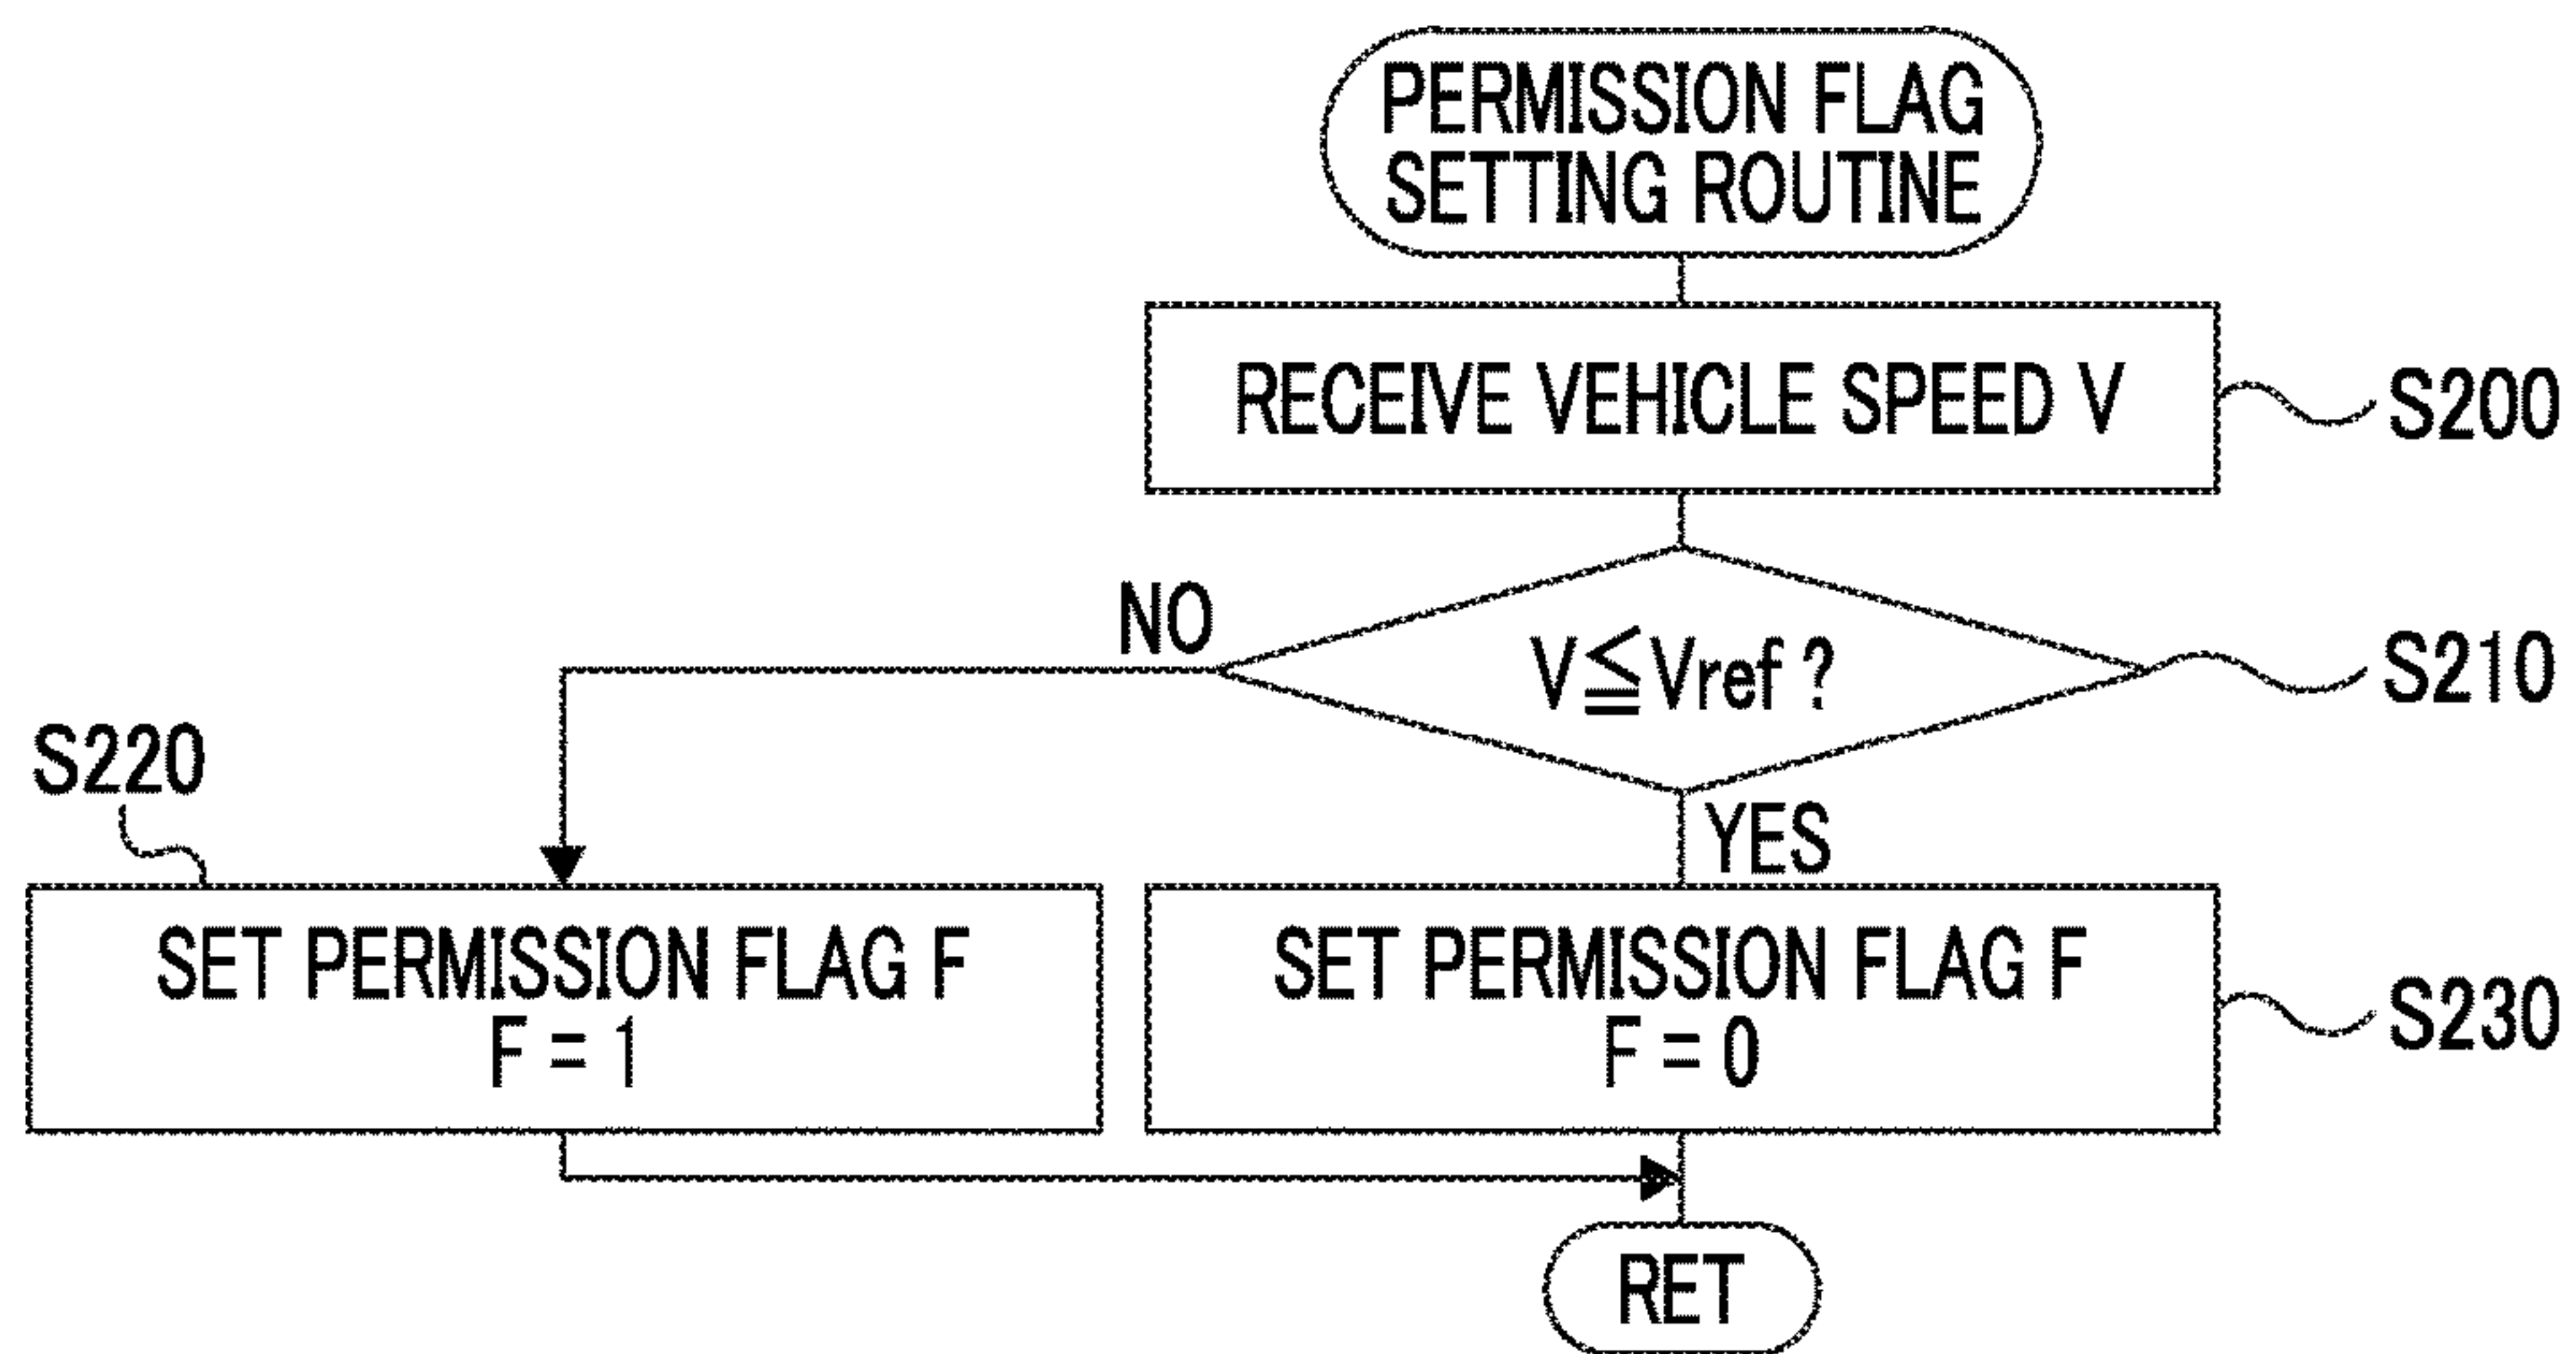 PERMISSION FLAG
SETTING ROUTINE
RECEIVE VEHICLE SPEED V
S200
NO
V≦Vref ?
S210
S220
YES
SET PERMISSION FLAG F
F = 1
SET PERMISSION FLAG F
F = 0
S230
RET